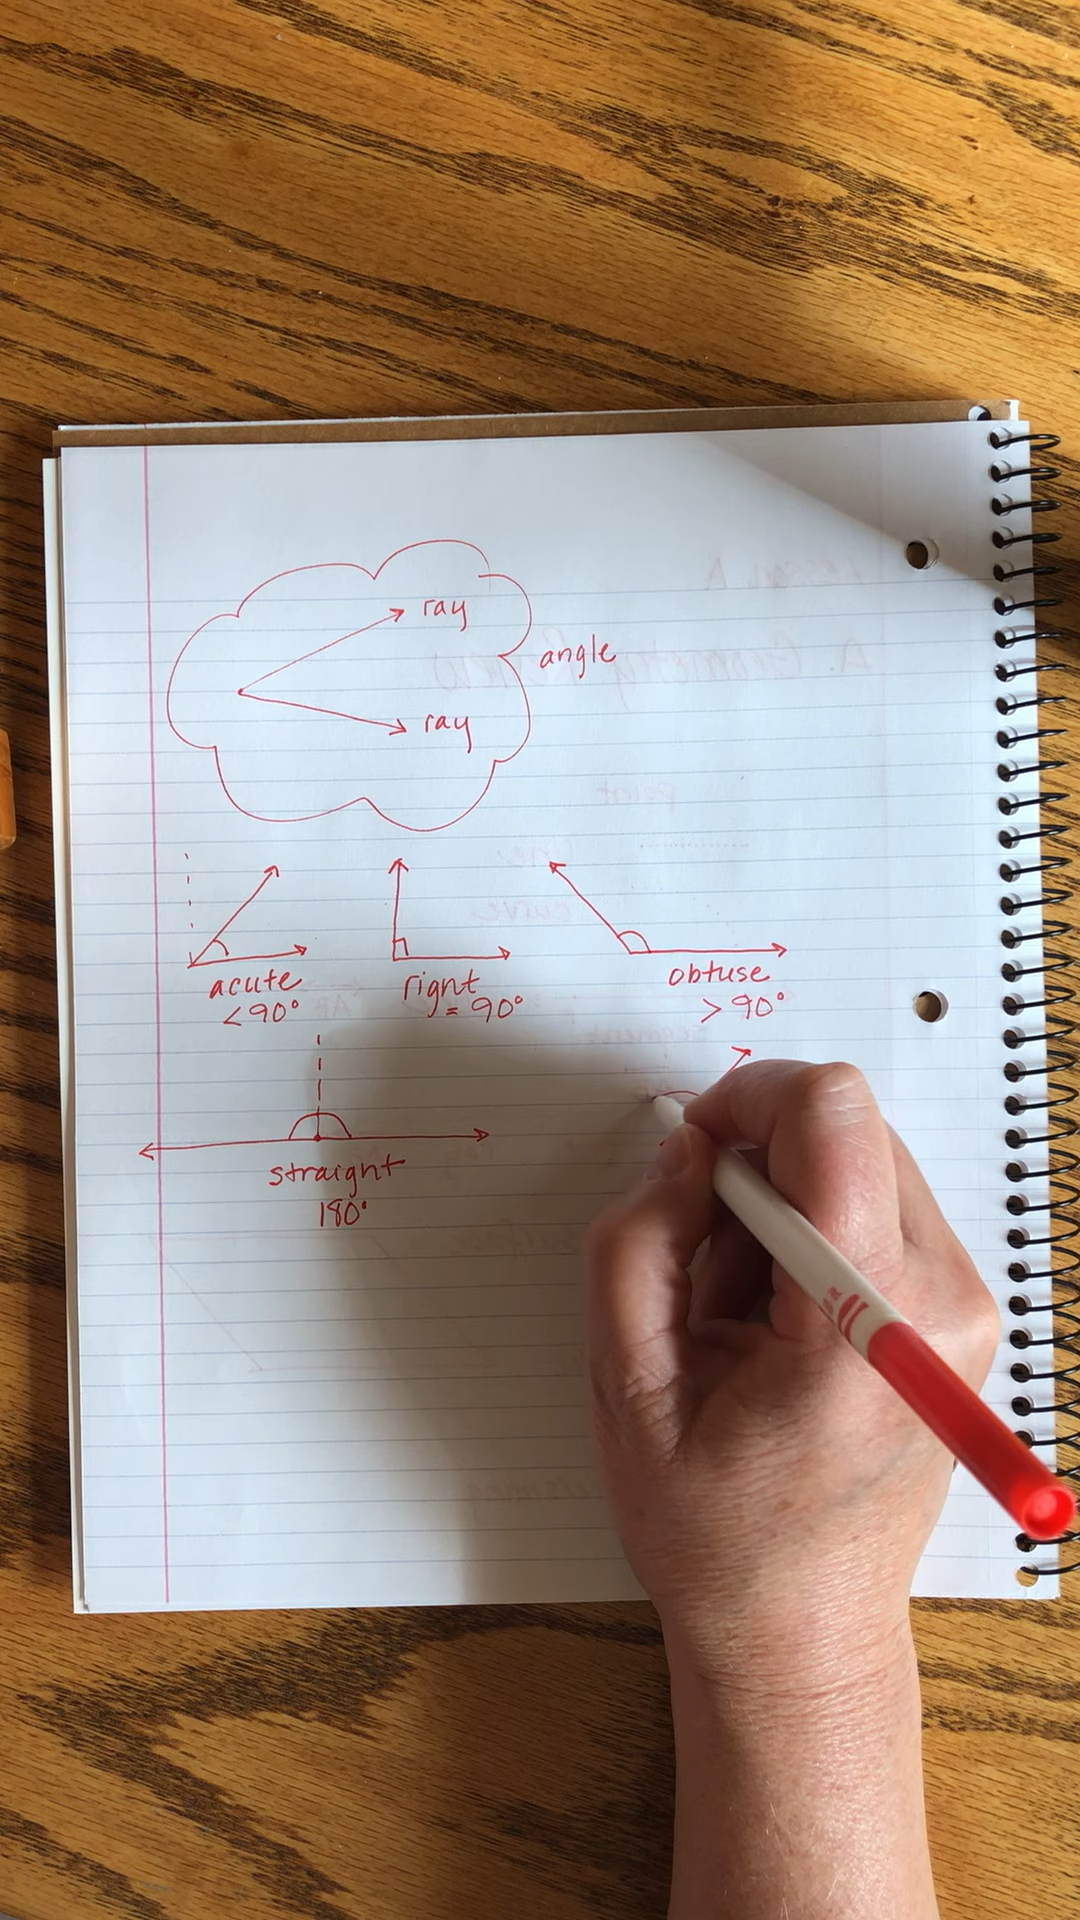 ray
angle
ray
acute
<90°
right
= 90°
obtuse
> 90°
straight
180°